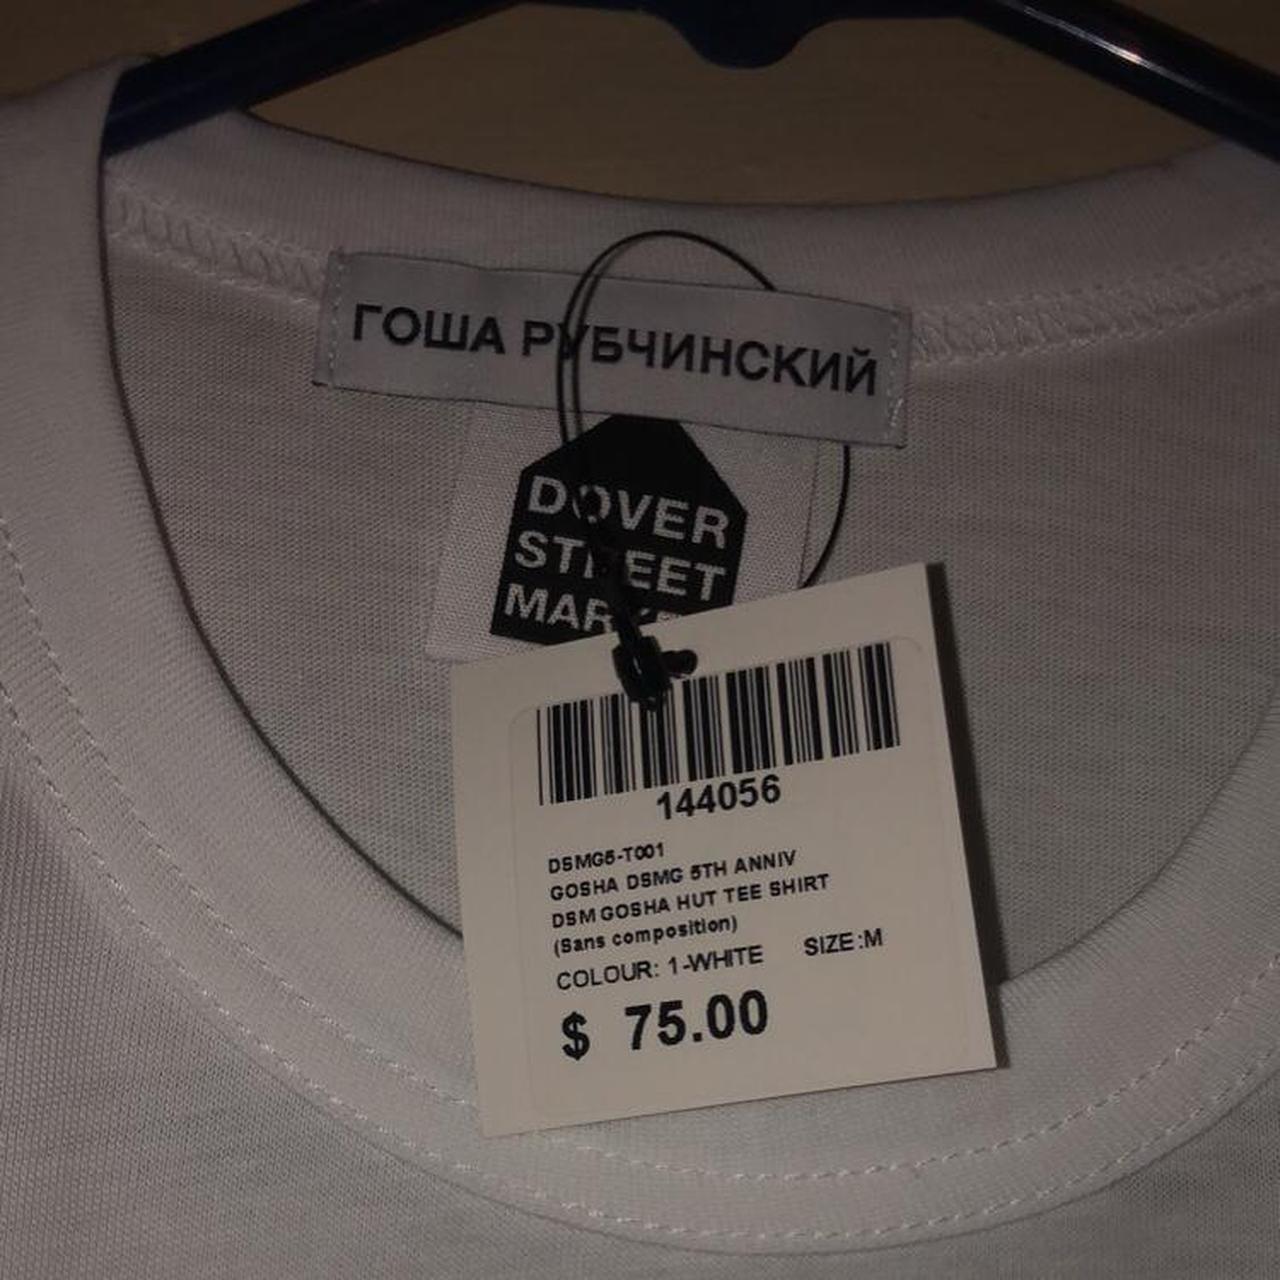 ГОША РУБЧИНСКИЙ
DOVER
STREET
MARKET
144056
DSMG5-T001
GOSHA DSMG 5TH ANNIV
DSM GOSHA HUT TEE SHIRT
(Sans composition)
COLOUR: 1-WHITE SIZE:M
$ 75.00